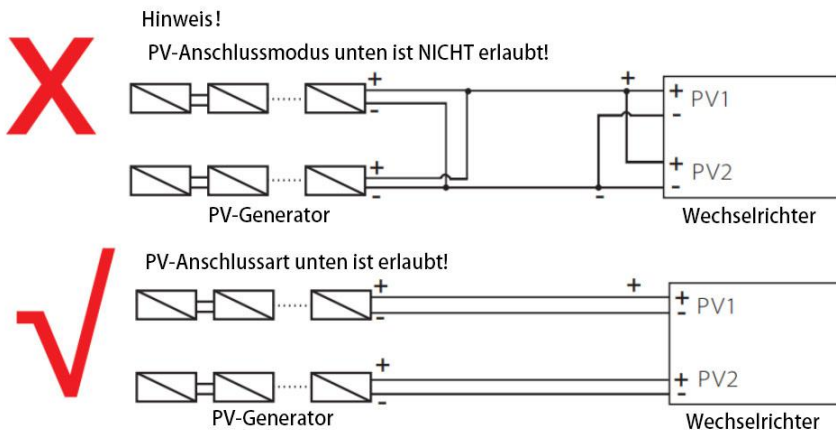 Hinweis!
PV-Anschlussmodus unten ist NICHT erlaubt!
+ + + PV1
- -
+ + PV2
- - -
PV-Generator Wechselrichter
PV-Anschlussart unten ist erlaubt!
+ + + PV1
- -
+ + PV2
- -
PV-Generator Wechselrichter